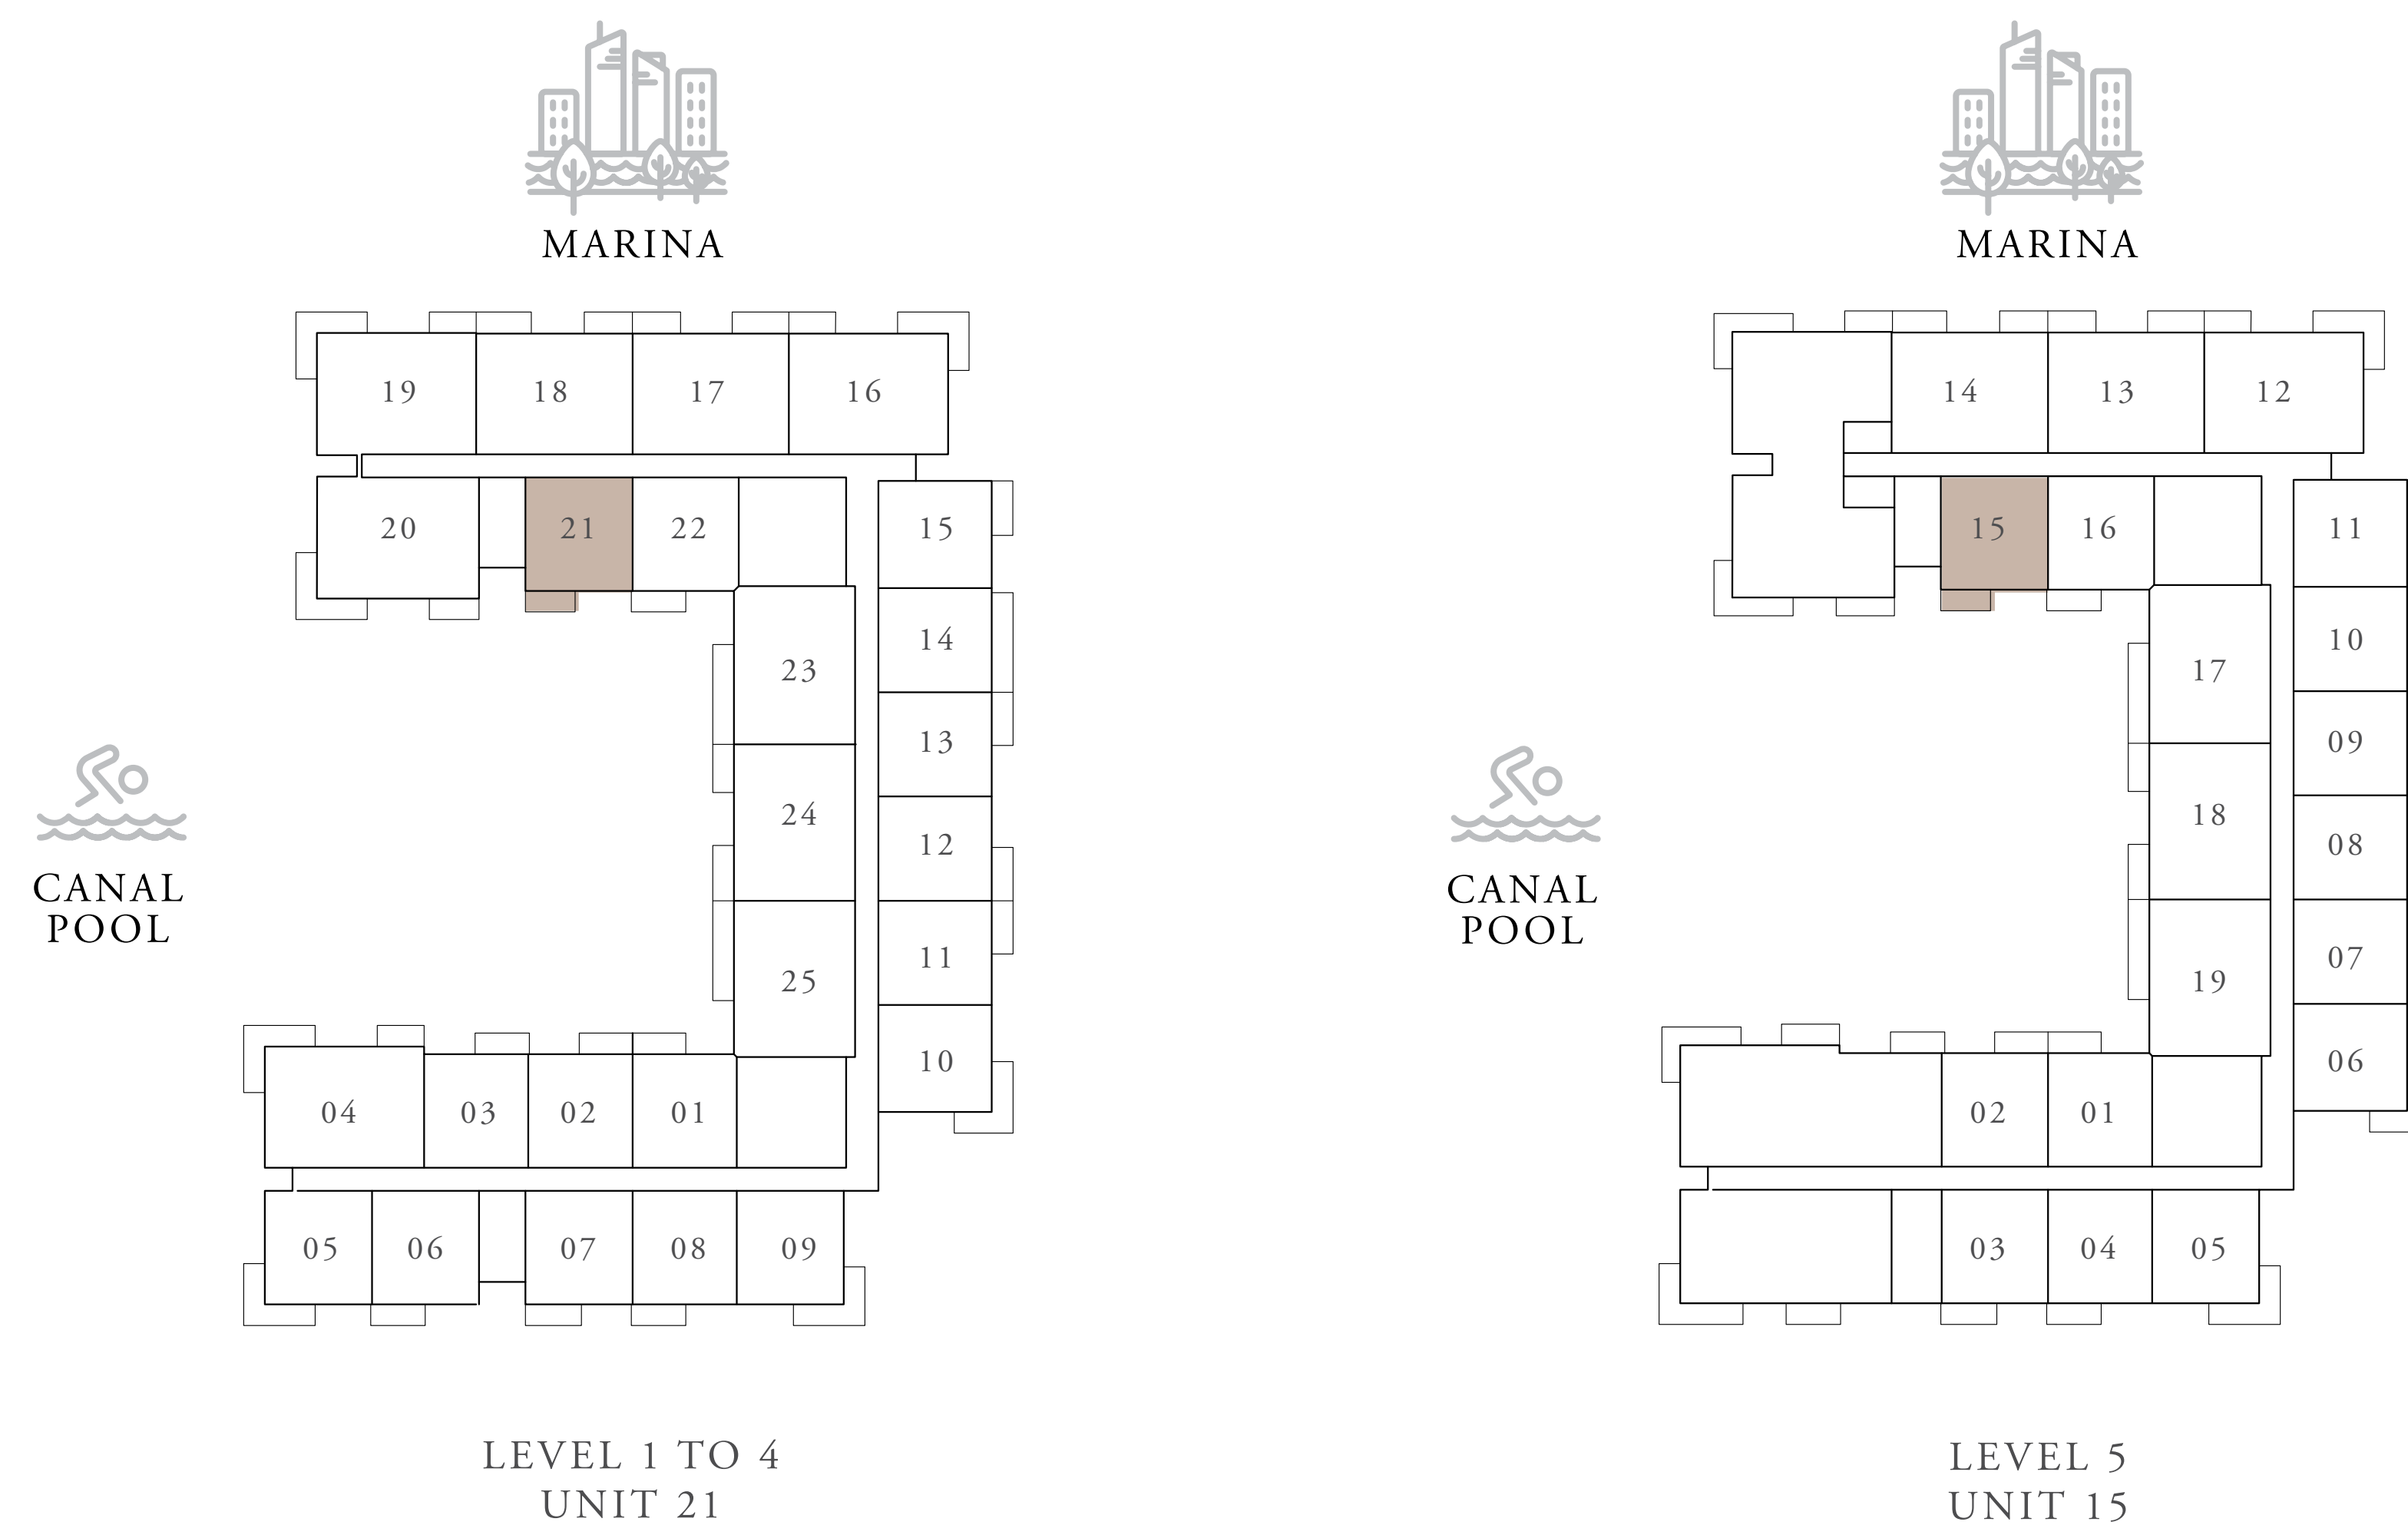 MARINA
19 18 17 16
20 21 22 15
14
23
13
24 12
11
25
10
04 03 02 01
05 06 07 08 09
CANAL
POOL
LEVEL 1 TO 4
UNIT 21
MARINA
14 13 12
15 16 11
10
17
09
18 08
07
19
06
02 01
03 04 05
CANAL
POOL
LEVEL 5
UNIT 15